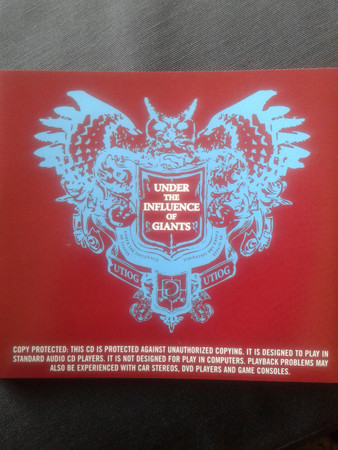 UNDER
THE
INFLUENCE
OF
GIANTS
UTIOG
UTIOG
COPY PROTECTED: THIS CD IS PROTECTED AGAINST UNAUTHORIZED COPYING. IT IS DESIGNED TO PLAY IN
STANDARD AUDIO CD PLAYERS. IT IS NOT DESIGNED FOR PLAY IN COMPUTERS. PLAYBACK PROBLEMS MAY
ALSO BE EXPERIENCED WITH CAR STEREOS, DVD PLAYERS AND GAME CONSOLES.